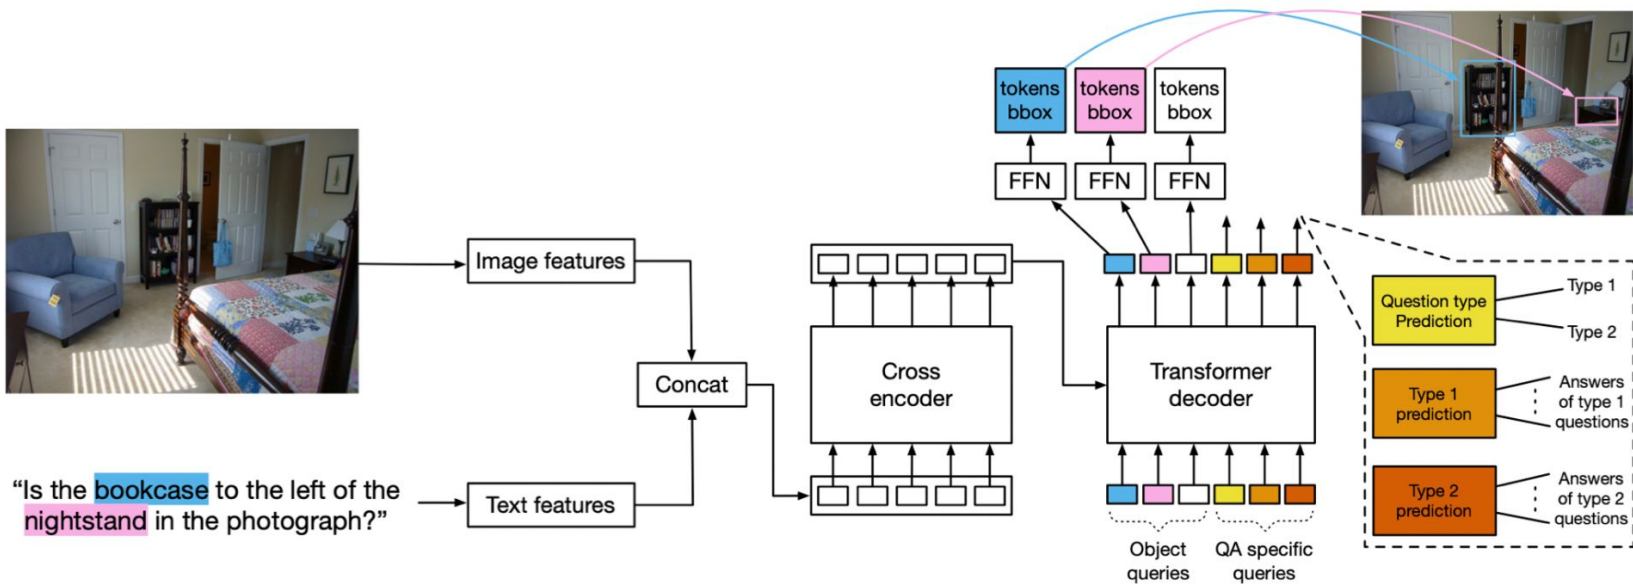 “Is the bookcase to the left of the
nightstand in the photograph?”
Image features
Text features
Concat
Cross
encoder
Transformer
decoder
tokens
bbox
tokens
bbox
tokens
bbox
FFN
FFN
FFN
Object
queries
QA specific
queries
Question type
Prediction
Type 1
Type 2
Type 1
prediction
Answers
of type 1
questions
Type 2
prediction
Answers
of type 2
questions